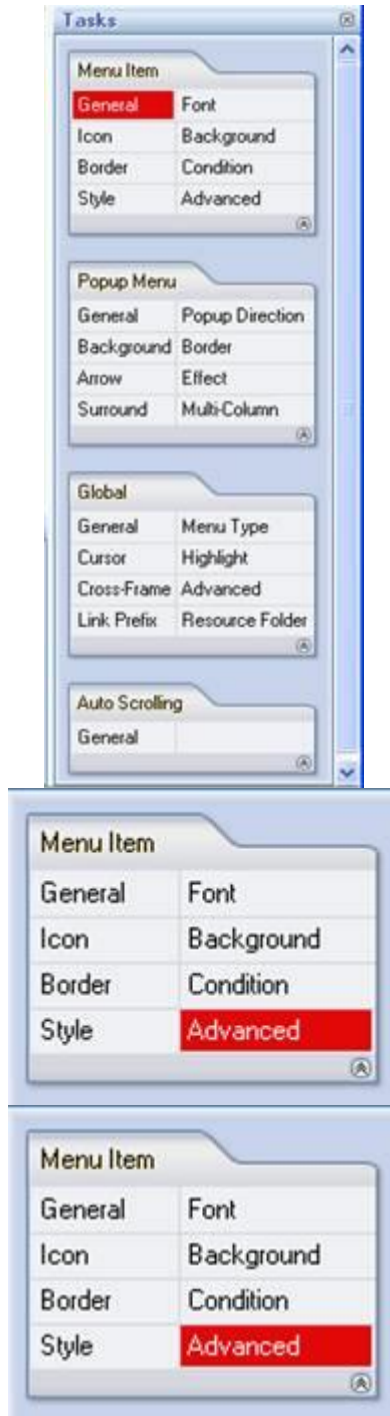 Tasks
Menu Item
General Font
Icon Background
Border Condition
Style Advanced
Popup Menu
General Popup Direction
Background Border
Arrow Effect
Surround Multi-Column
Global
General Menu Type
Cursor Highlight
Cross-Frame Advanced
Link Prefix Resource Folder
Auto Scrolling
General
Menu Item
General Font
Icon Background
Border Condition
Style Advanced
Menu Item
General Font
Icon Background
Border Condition
Style Advanced